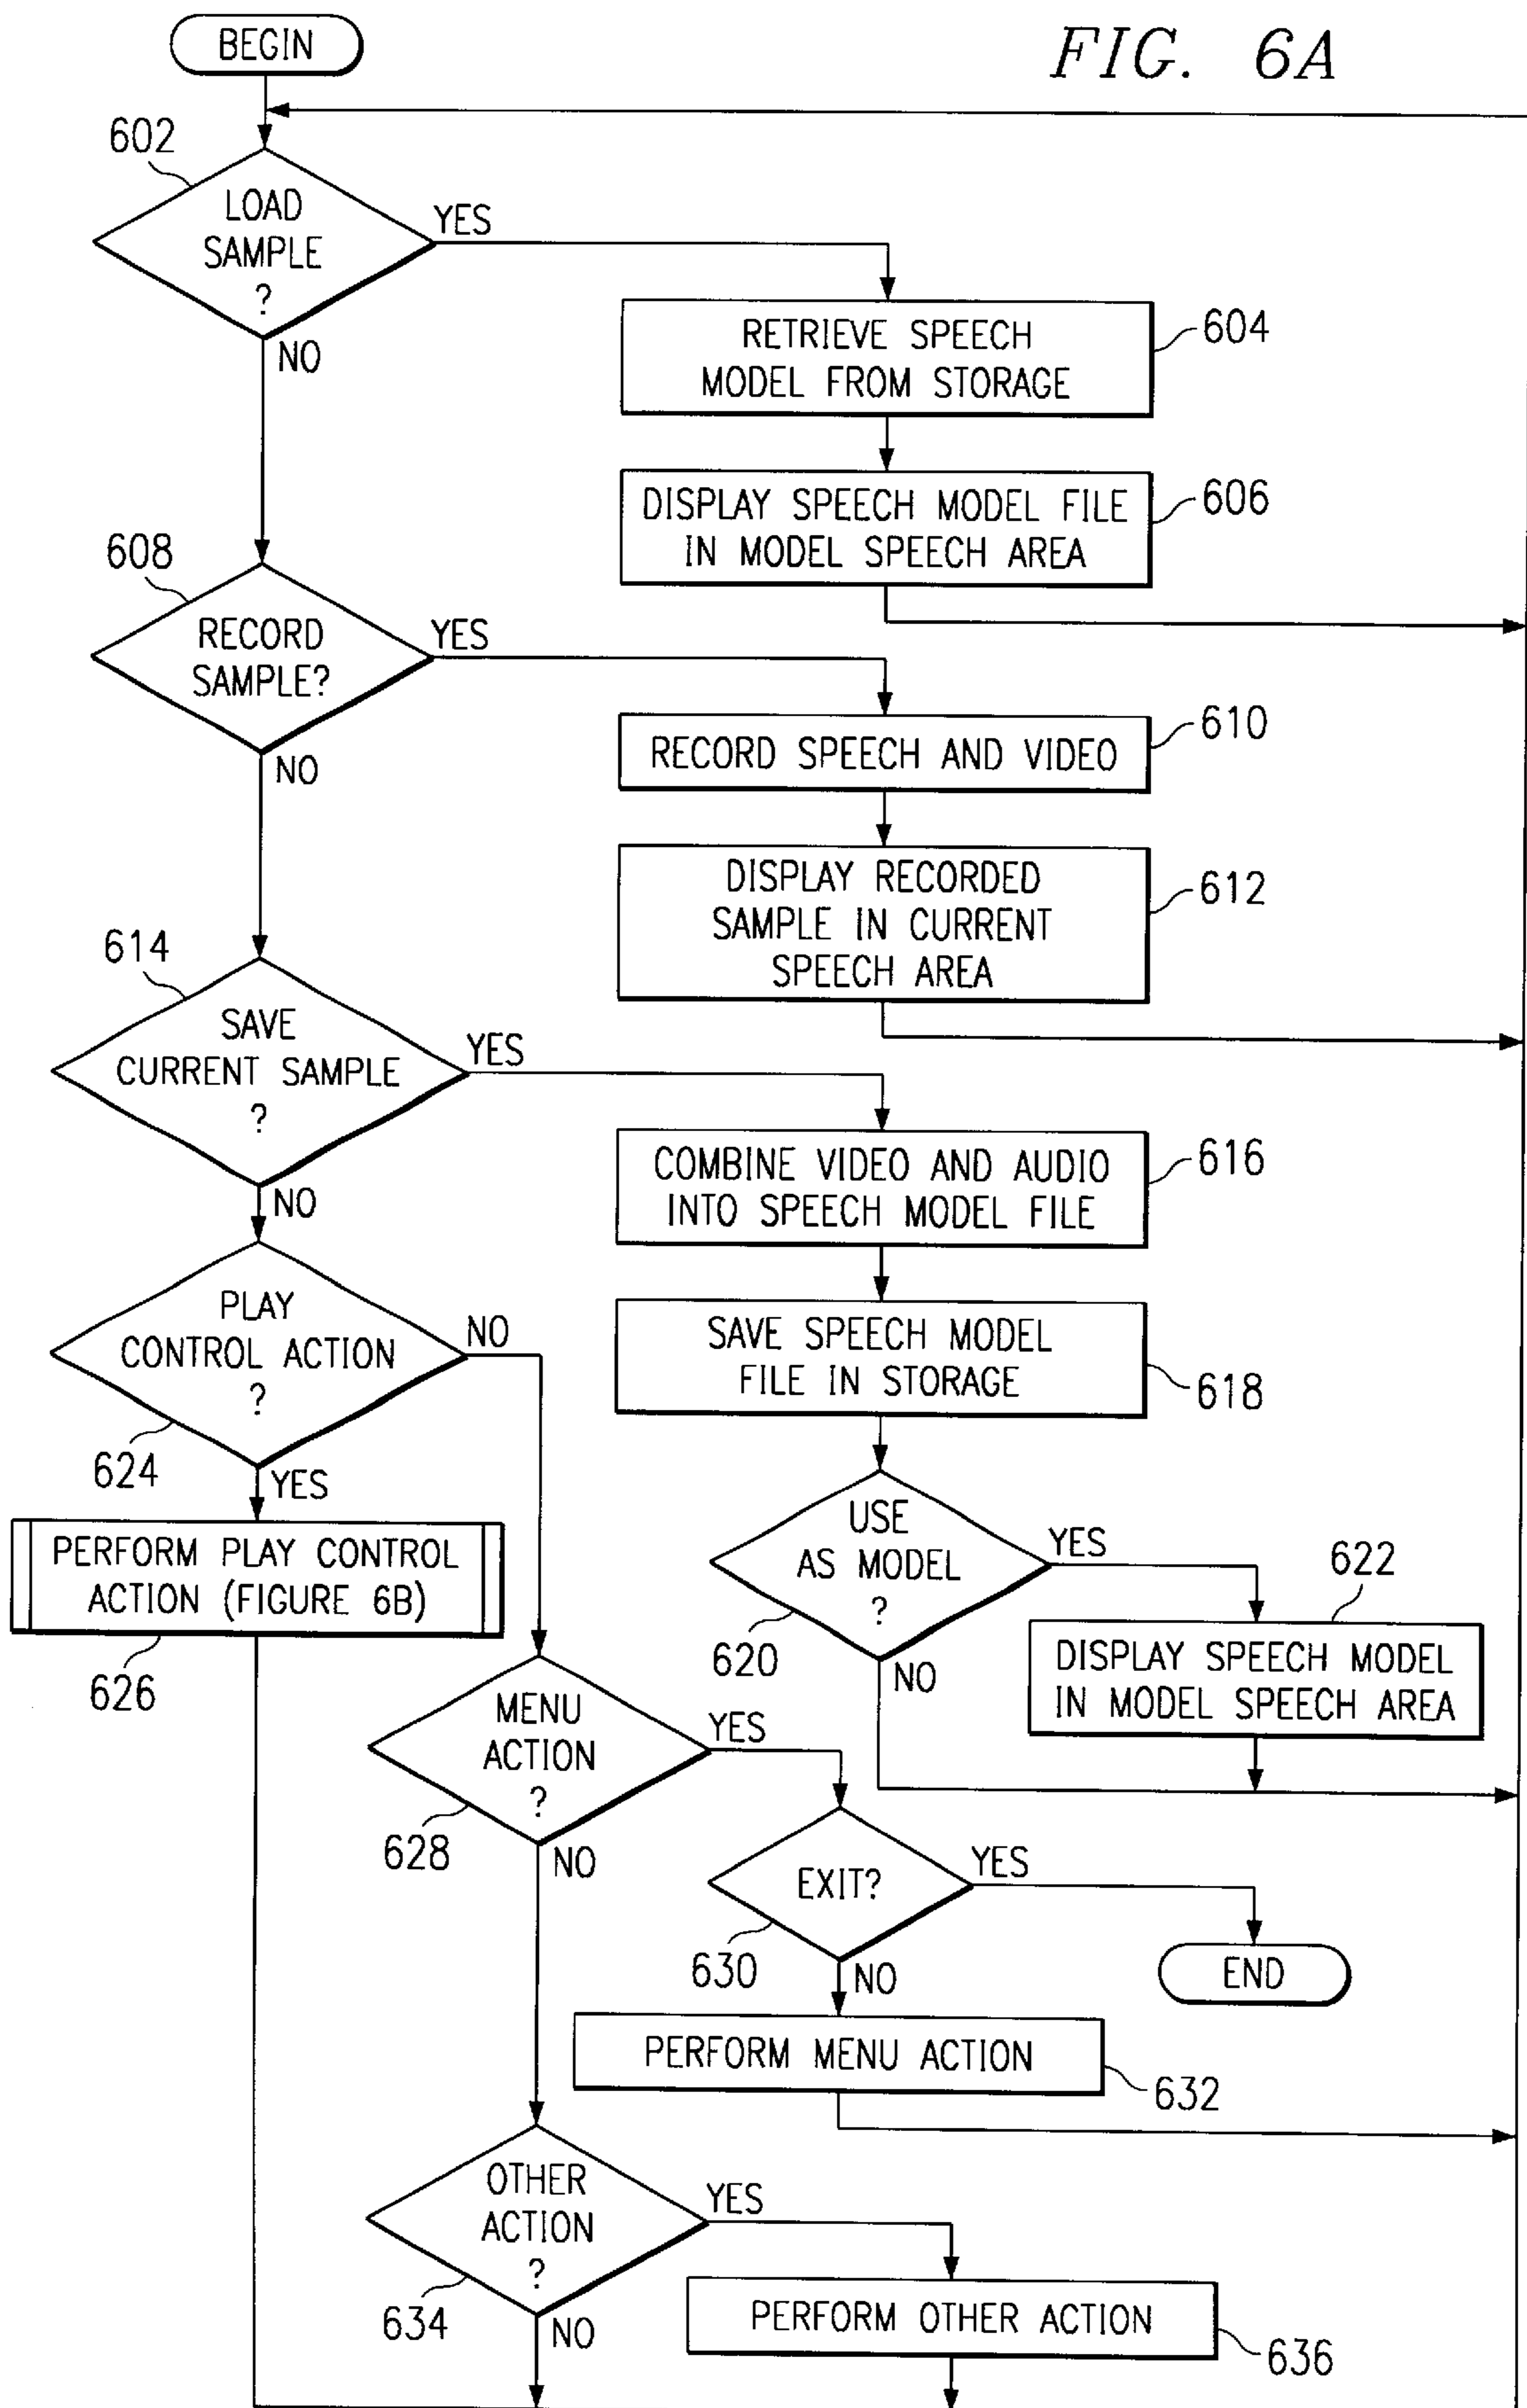 FIG. 6A
BEGIN
602
LOAD
SAMPLE
?
YES
NO
RETRIEVE SPEECH
MODEL FROM STORAGE
604
DISPLAY SPEECH MODEL FILE
IN MODEL SPEECH AREA
606
608
RECORD
SAMPLE?
YES
NO
RECORD SPEECH AND VIDEO
610
DISPLAY RECORDED
SAMPLE IN CURRENT
SPEECH AREA
612
614
SAVE
CURRENT SAMPLE
?
YES
NO
COMBINE VIDEO AND AUDIO
INTO SPEECH MODEL FILE
616
SAVE SPEECH MODEL
FILE IN STORAGE
618
PLAY
CONTROL ACTION
?
NO
624
YES
PERFORM PLAY CONTROL
ACTION (FIGURE 6B)
626
USE
AS MODEL
?
YES
620
NO
622
DISPLAY SPEECH MODEL
IN MODEL SPEECH AREA
MENU
ACTION
?
YES
628
NO
EXIT?
YES
630
NO
END
PERFORM MENU ACTION
632
OTHER
ACTION
?
YES
634
NO
PERFORM OTHER ACTION
636